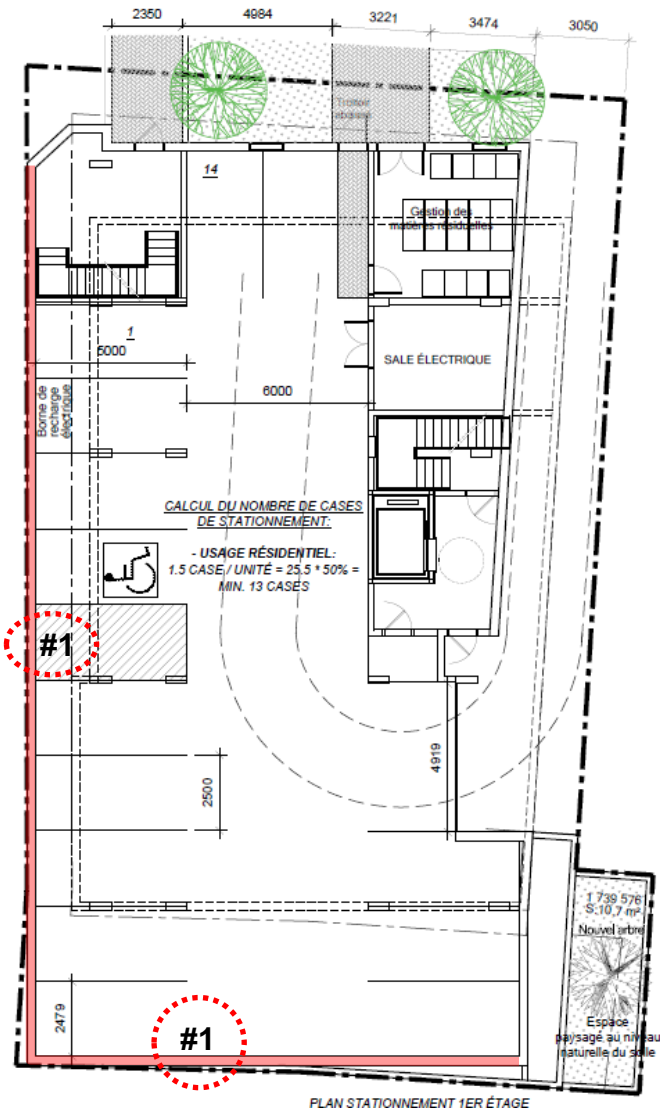 2350
4984
3221
3474
3050
Trottoir
abaissé
14
Gestion des
matières résiduelles
1
5000
6000
SALE ÉLECTRIQUE
Borne de
recharge
électrique
CALCUL DU NOMBRE DE CASES
DE STATIONNEMENT:
- USAGE RÉSIDENTIEL:
1.5 CASE / UNITÉ = 25.5 * 50% =
MIN. 13 CASES
#1
2500
4919
1 739 576
S:10,7 m²
Nouvel arbre
2479
#1
Espace
paysagé au niveau
naturelle du solle
PLAN STATIONNEMENT 1ER ÉTAGE